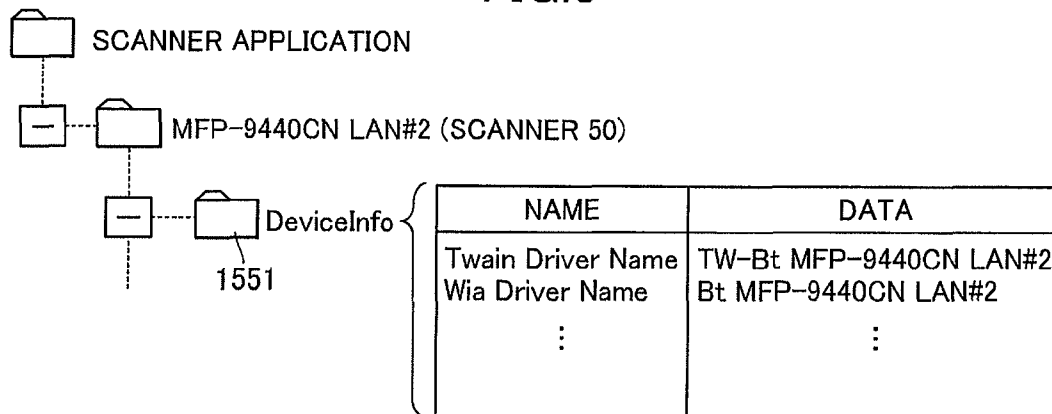 SCANNER APPLICATION
MFP-9440CN LAN#2 (SCANNER 50)
DeviceInfo
1551
NAME DATA
Twain Driver Name TW-Bt MFP-9440CN LAN#2
Wia Driver Name Bt MFP-9440CN LAN#2
⋮ ⋮